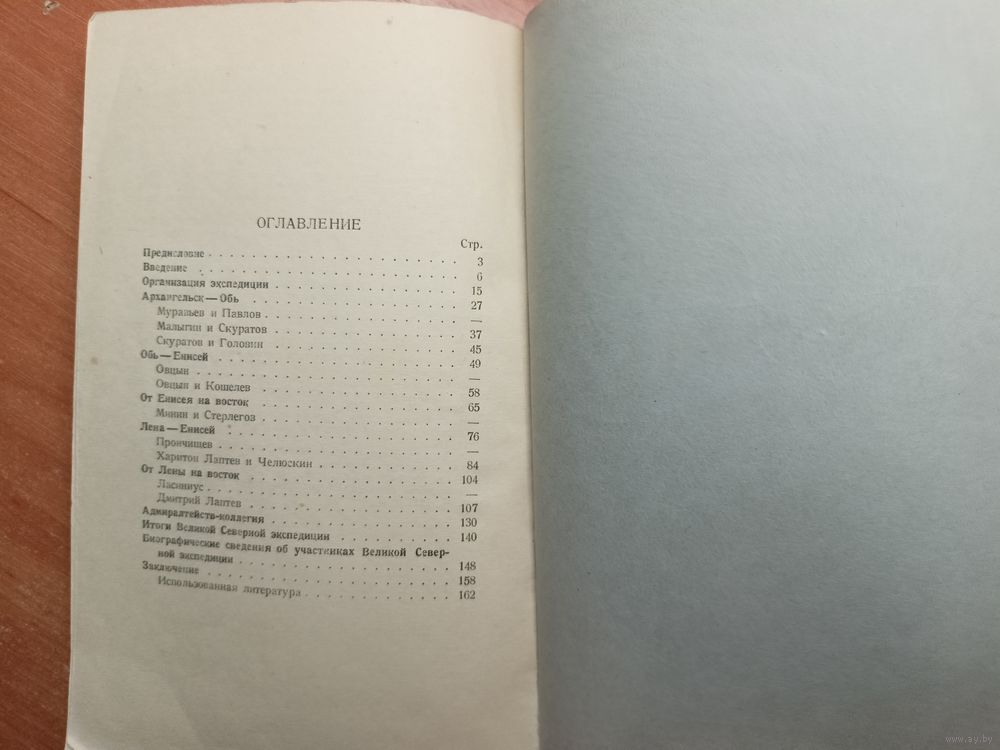 ОГЛАВЛЕНИЕ
Стр.
Предисловие . . . . . . . . . . . . . . . . . . 3
Введение . . . . . . . . . . . . . . . . . . 6
Организация экспедиции . . . . . . . . . . . . 15
Архангельск — Обь . . . . . . . . . . . . . . 27
Муравьев и Павлов . . . . . . . . . . . . —
Малыгин и Скуратов . . . . . . . . . . . . 37
Скуратов и Головин . . . . . . . . . . . . 45
Обь — Енисей . . . . . . . . . . . . . . . . 49
Овцын . . . . . . . . . . . . . . . . . —
Овцын и Кошелев . . . . . . . . . . . . . 58
От Енисея на восток . . . . . . . . . . . . . 65
Минин и Стерлегов . . . . . . . . . . . . —
Лена — Енисей . . . . . . . . . . . . . . . 76
Прончищев . . . . . . . . . . . . . . . —
Харитон Лаптев и Челюскин . . . . . . . . . 84
От Лены на восток . . . . . . . . . . . . . . 104
Ласиниус . . . . . . . . . . . . . . . . —
Дмитрий Лаптев . . . . . . . . . . . . . . 107
Адмиралтейств-коллегия . . . . . . . . . . . . 130
Итоги Великой Северной экспедиции . . . . . . . . 140
Биографические сведения об участниках Великой Север-
ной экспедиции . . . . . . . . . . . . . . 148
Заключение . . . . . . . . . . . . . . . . . 158
Использованная литература . . . . . . . . . . 162
www.ay.by